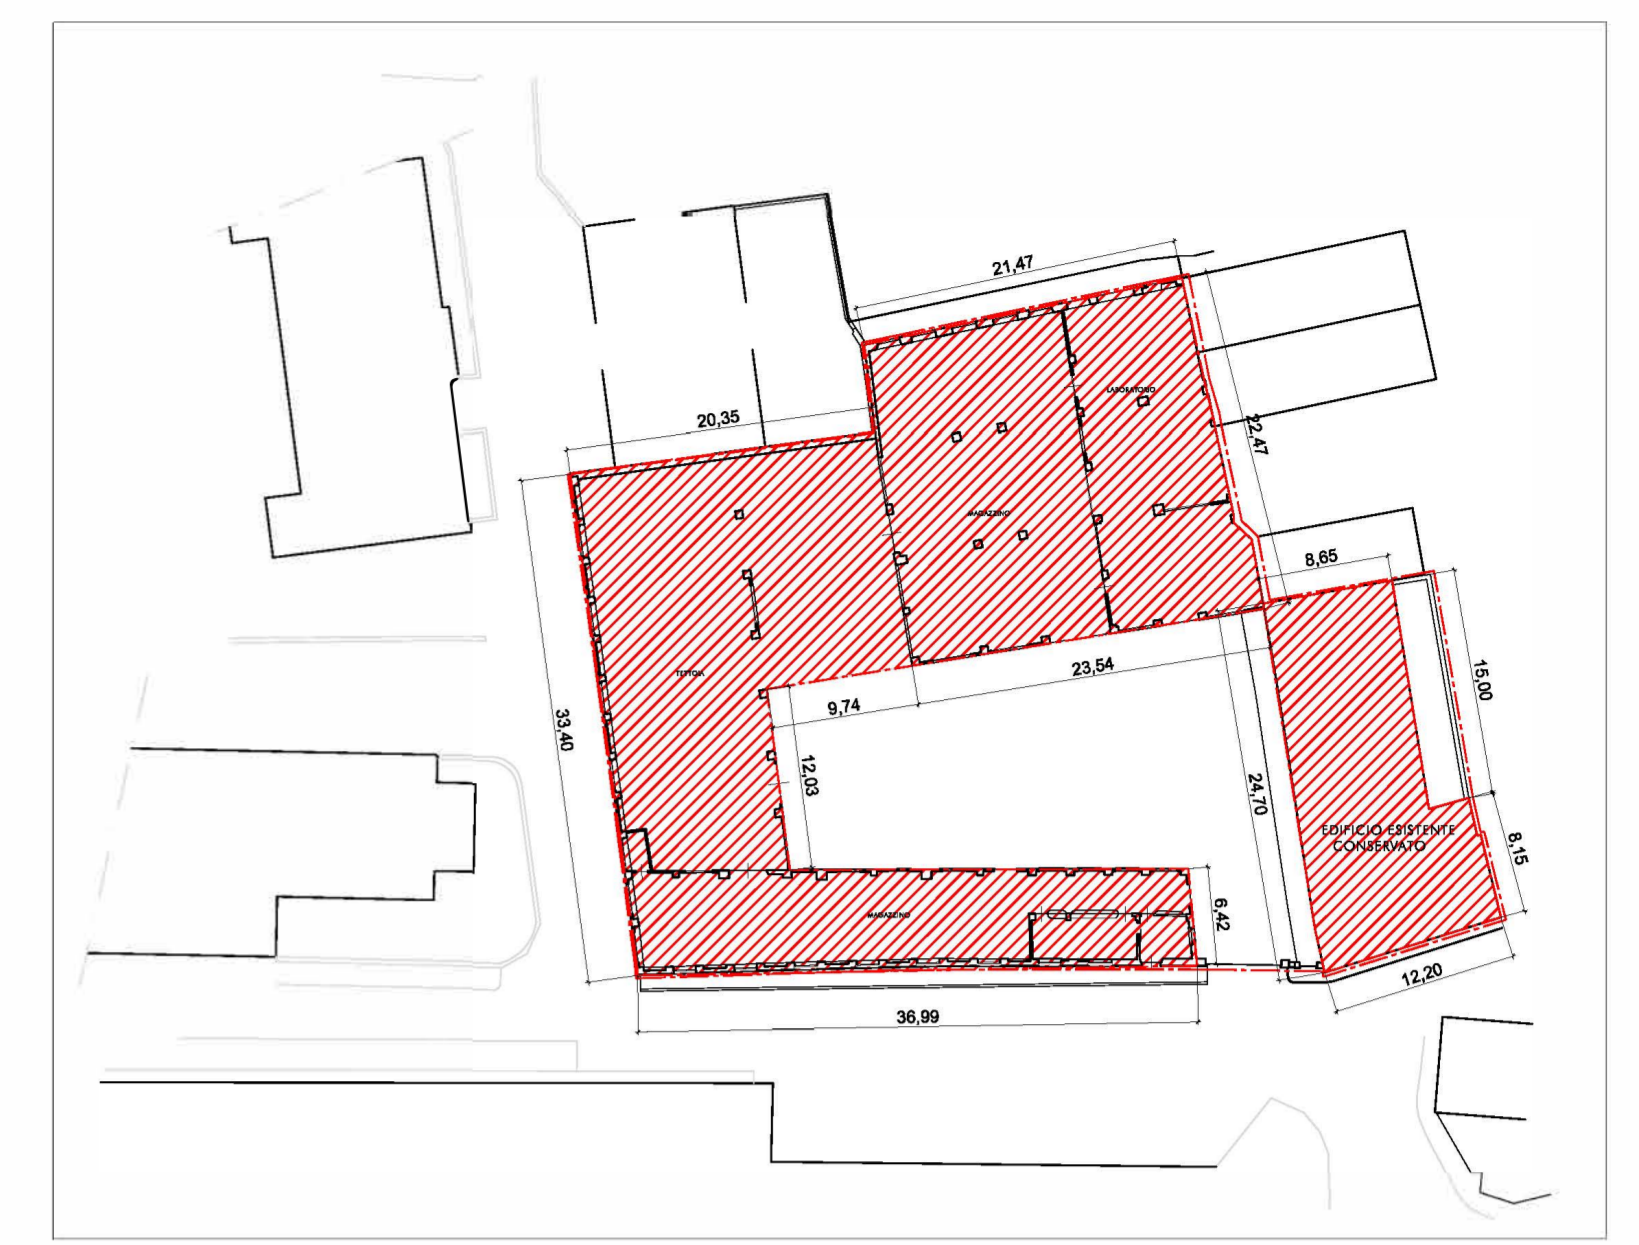 21,47
LABORATORIO
20,35
22,47
MAGAZZINO
8,65
TETTOIA
23,54
15,00
9,74
33,40
12,03
24,70
EDIFICIO ESISTENTE
CONSERVATO
8,15
MAGAZZINO
6,42
12,20
36,99